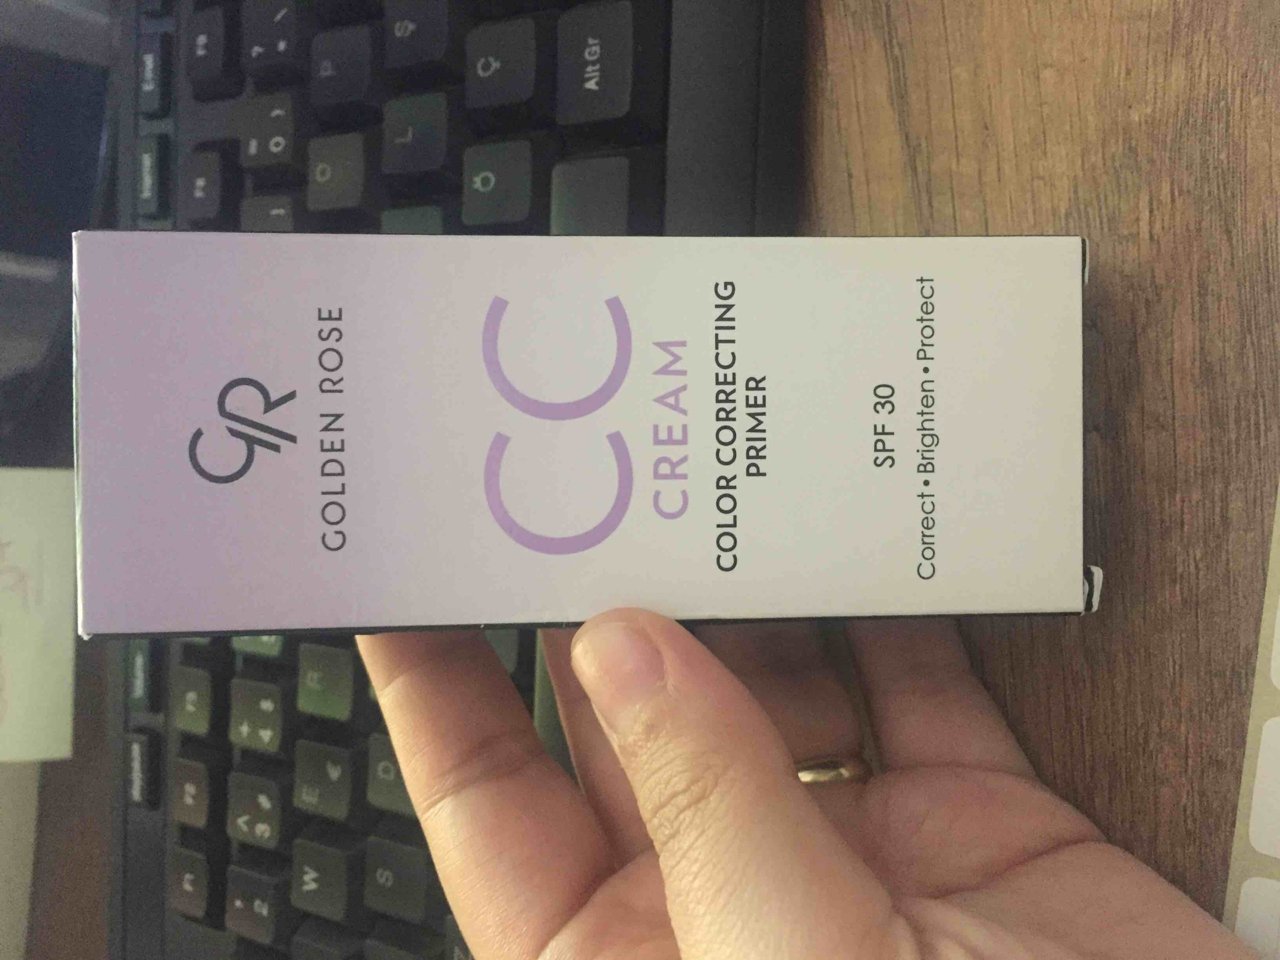 GR
GOLDEN ROSE
CC
CREAM
COLOR CORRECTING
PRIMER
SPF 30
Correct • Brighten • Protect
Alt Gr
Ç
Ö
Ş
L
P
O
W
E
R
S
D